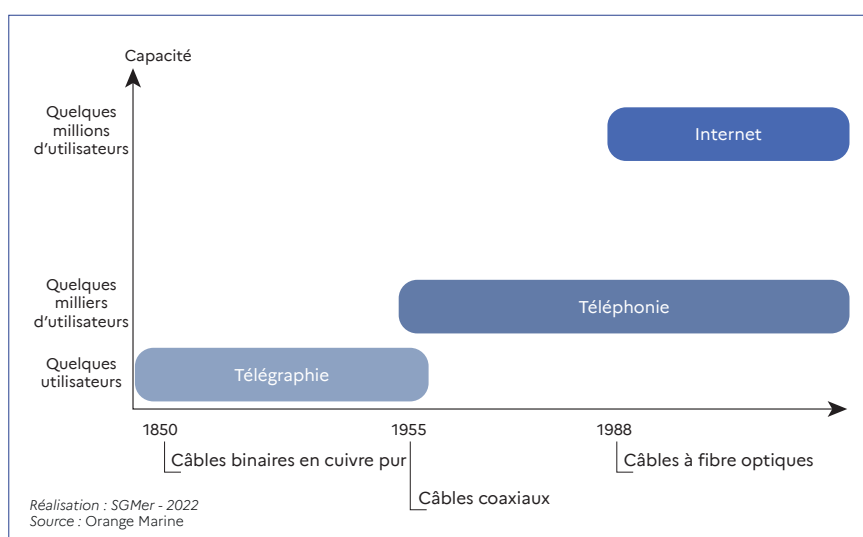 Capacité
Quelques
millions
d'utilisateurs
Internet
Quelques
milliers
d'utilisateurs
Téléphonie
Quelques
utilisateurs
Télégraphie
1850
1955
1988
Câbles binaires en cuivre pur
Câbles à fibre optiques
Câbles coaxiaux
Réalisation : SGMer - 2022
Source : Orange Marine